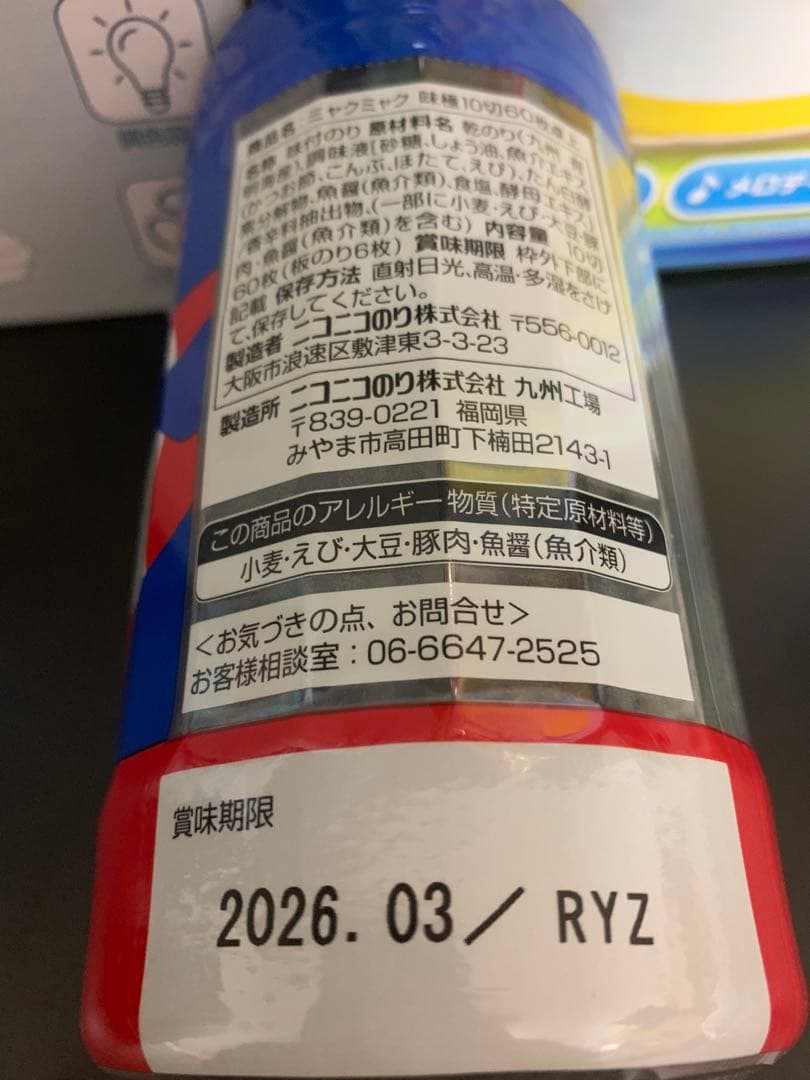 商品名 ミャクミャク 味極10切60枚卓上
名称 味付のり 原材料名 乾のり(九州 有
明海産)、調味液[砂糖、しょう油、魚介エキス
(かつお節、こんぶ、ほたて、えび)、たん白酵
素分解物、魚醤(魚介類)、食塩、酵母エキス]
/香辛料抽出物、(一部に小麦・えび・大豆・豚
肉・魚醤(魚介類)を含む) 内容量 10切
60枚(板のり6枚) 賞味期限 枠外下部に
記載 保存方法 直射日光、高温・多湿をさけ
て、保存してください。
製造者 ニコニコのり株式会社 〒556-0012
大阪市浪速区敷津東3-3-23
製造所 ニコニコのり株式会社 九州工場
〒839-0221 福岡県
みやま市高田町下楠田2143-1
この商品のアレルギー物質(特定原材料等)
小麦・えび・大豆・豚肉・魚醤(魚介類)
<お気づきの点、お問合せ>
お客様相談室:06-6647-2525
賞味期限
2026.03/ RYZ
♪メロデ